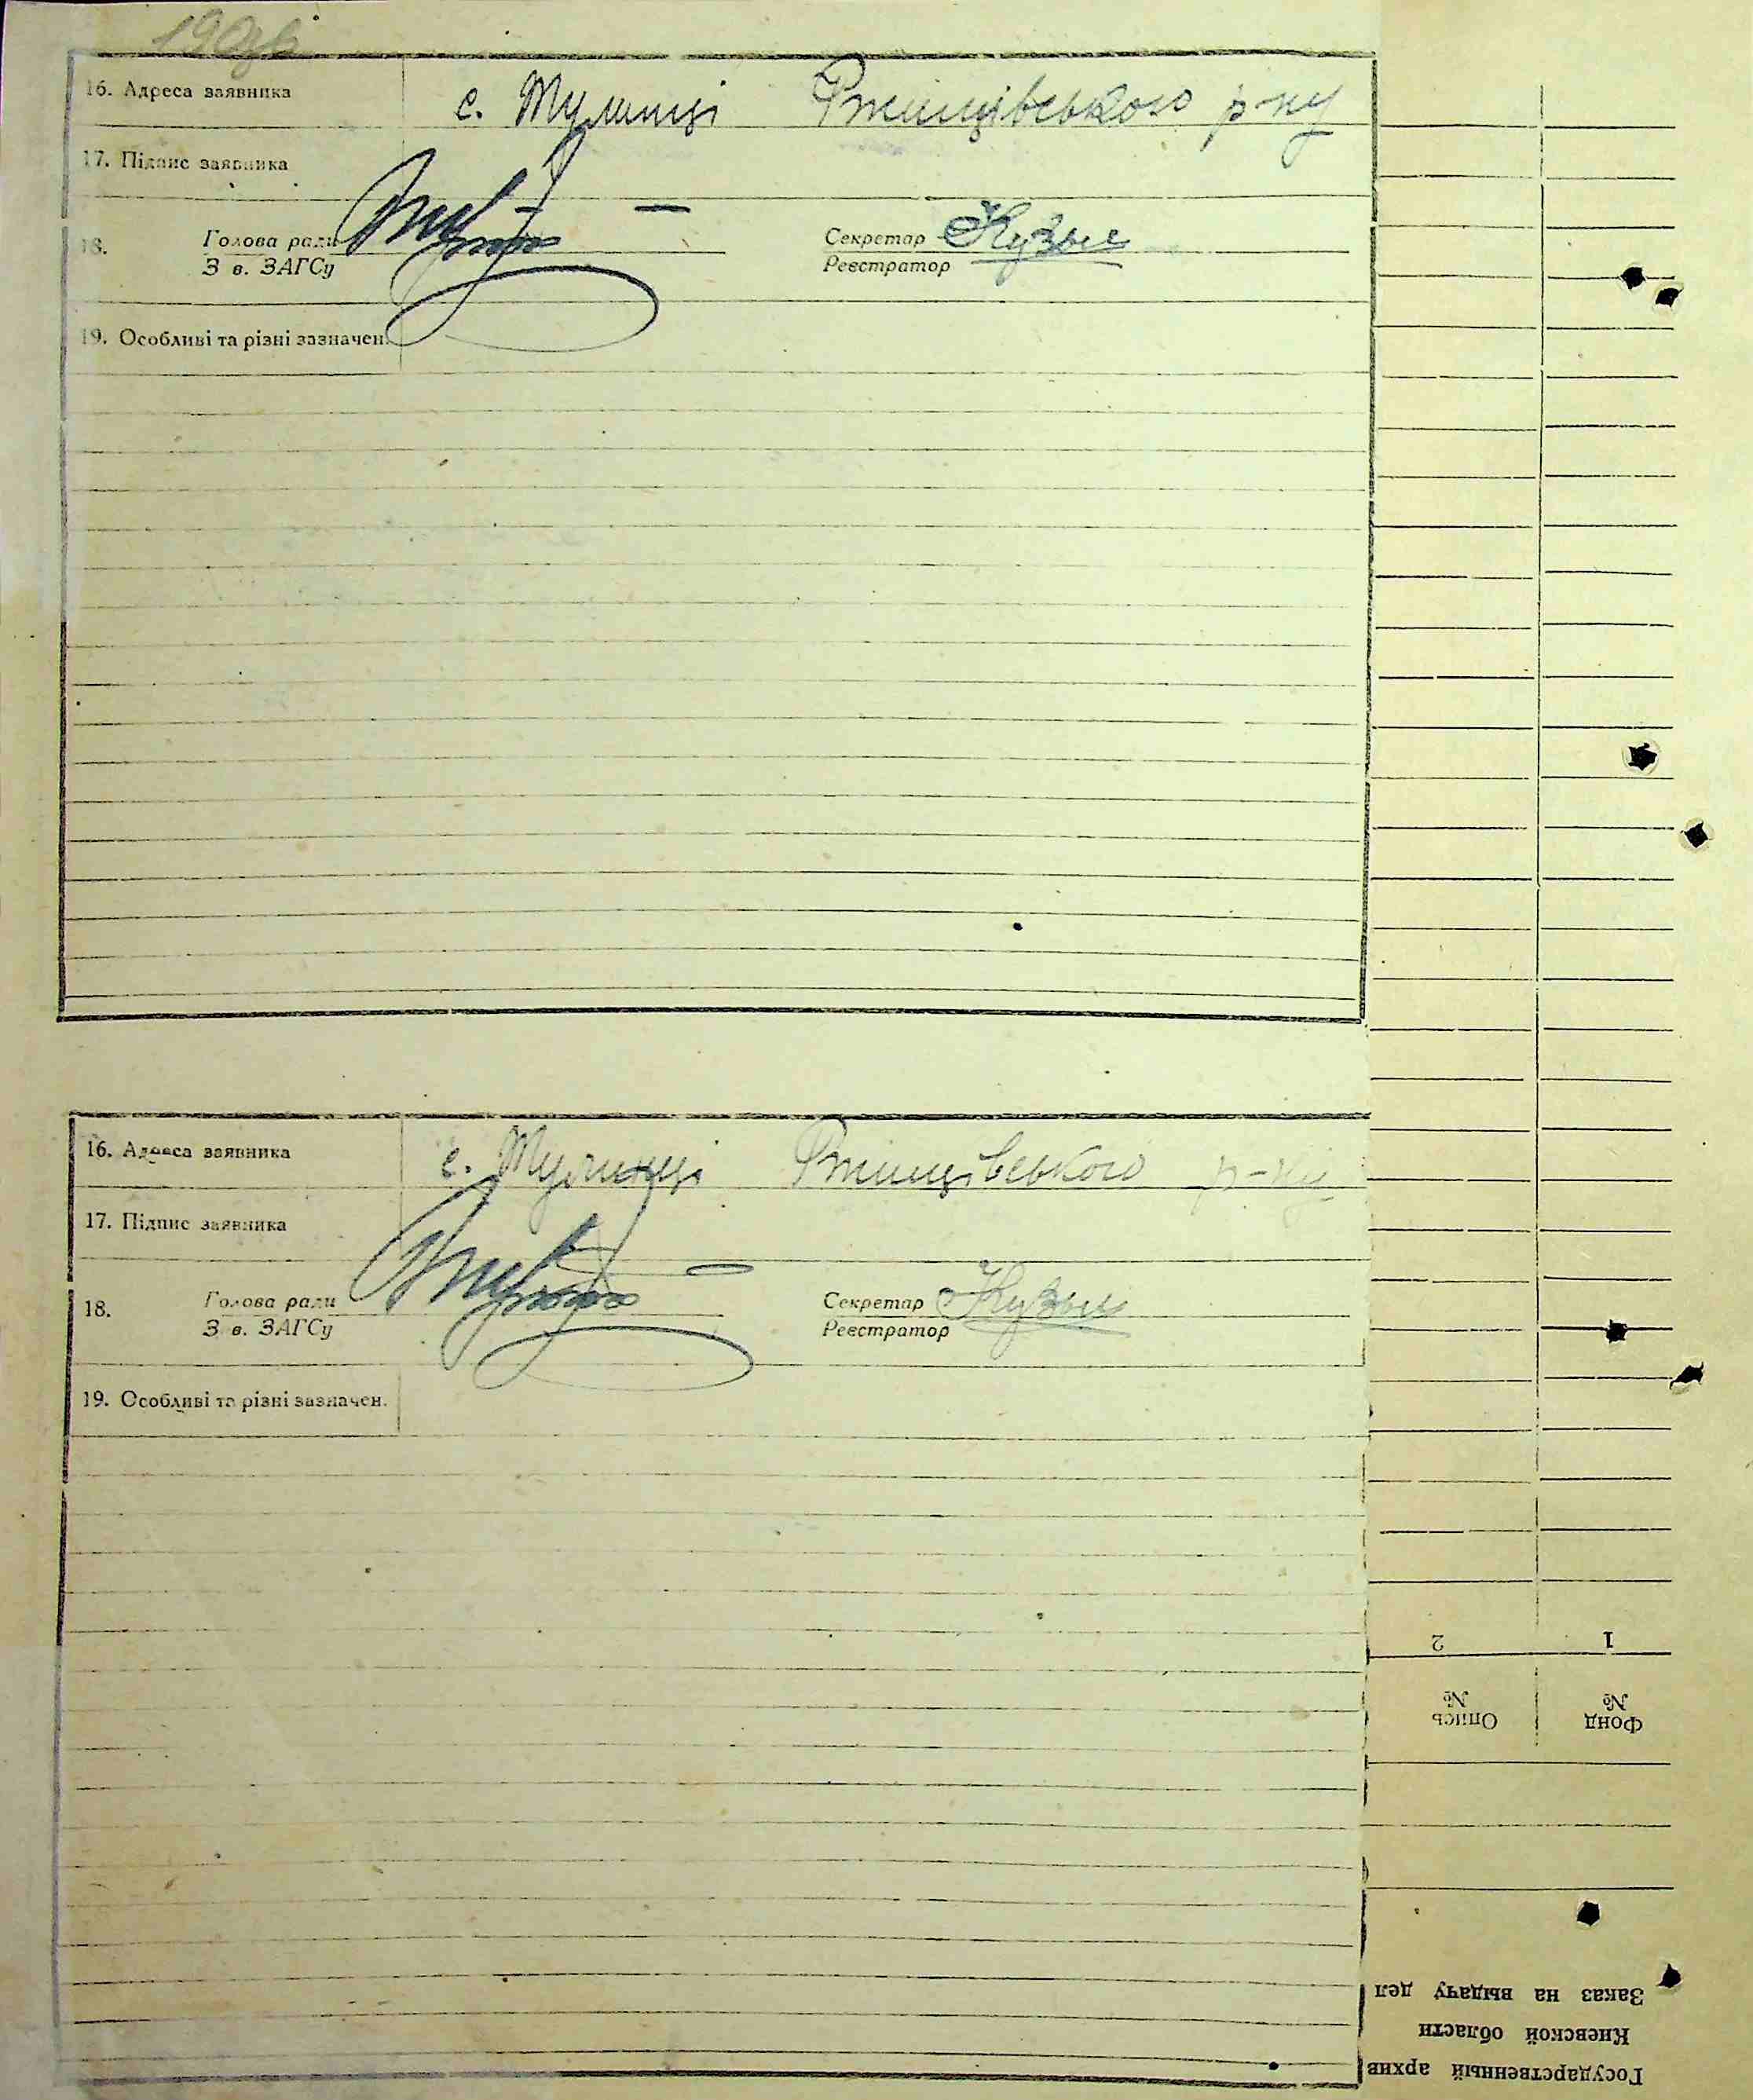 190зв
16. Адреса заявника с. Тулинці Ржищівського р-ну
17. Підпис заявника
18. Голова ради Секретар Кузьм
З в. ЗАГСу Реєстратор
19. Особливі та різні зазначен.
16. Адреса заявника с. Тулинці Ржищівського р-ну
17. Підпис заявника
18. Голова ради Секретар Кузьм
З в. ЗАГСу Реєстратор
19. Особливі та різні зазначен.
Государственный архив
Киевской области
Заказ на выдачу дел
Фонд № Опись №
1 2